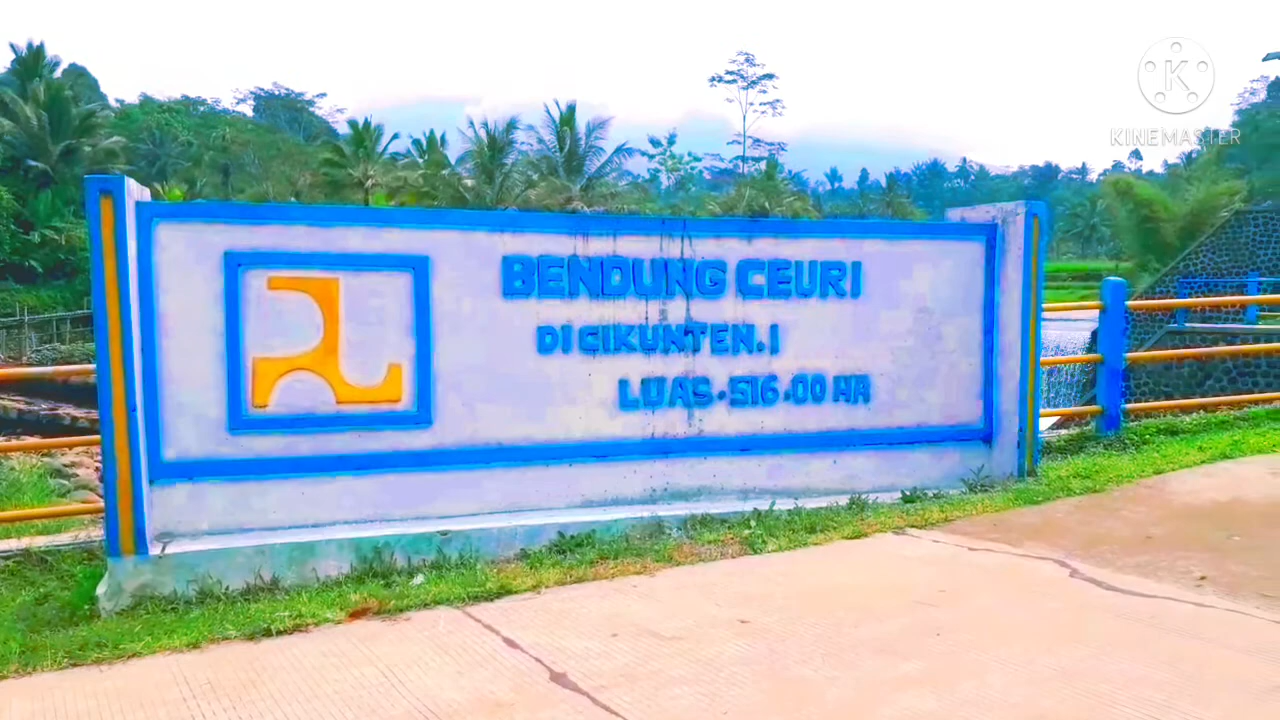 K
KINEMASTER
BENDUNG CEURI
DI CIKUNTEN.I
LUAS.516.00 HA